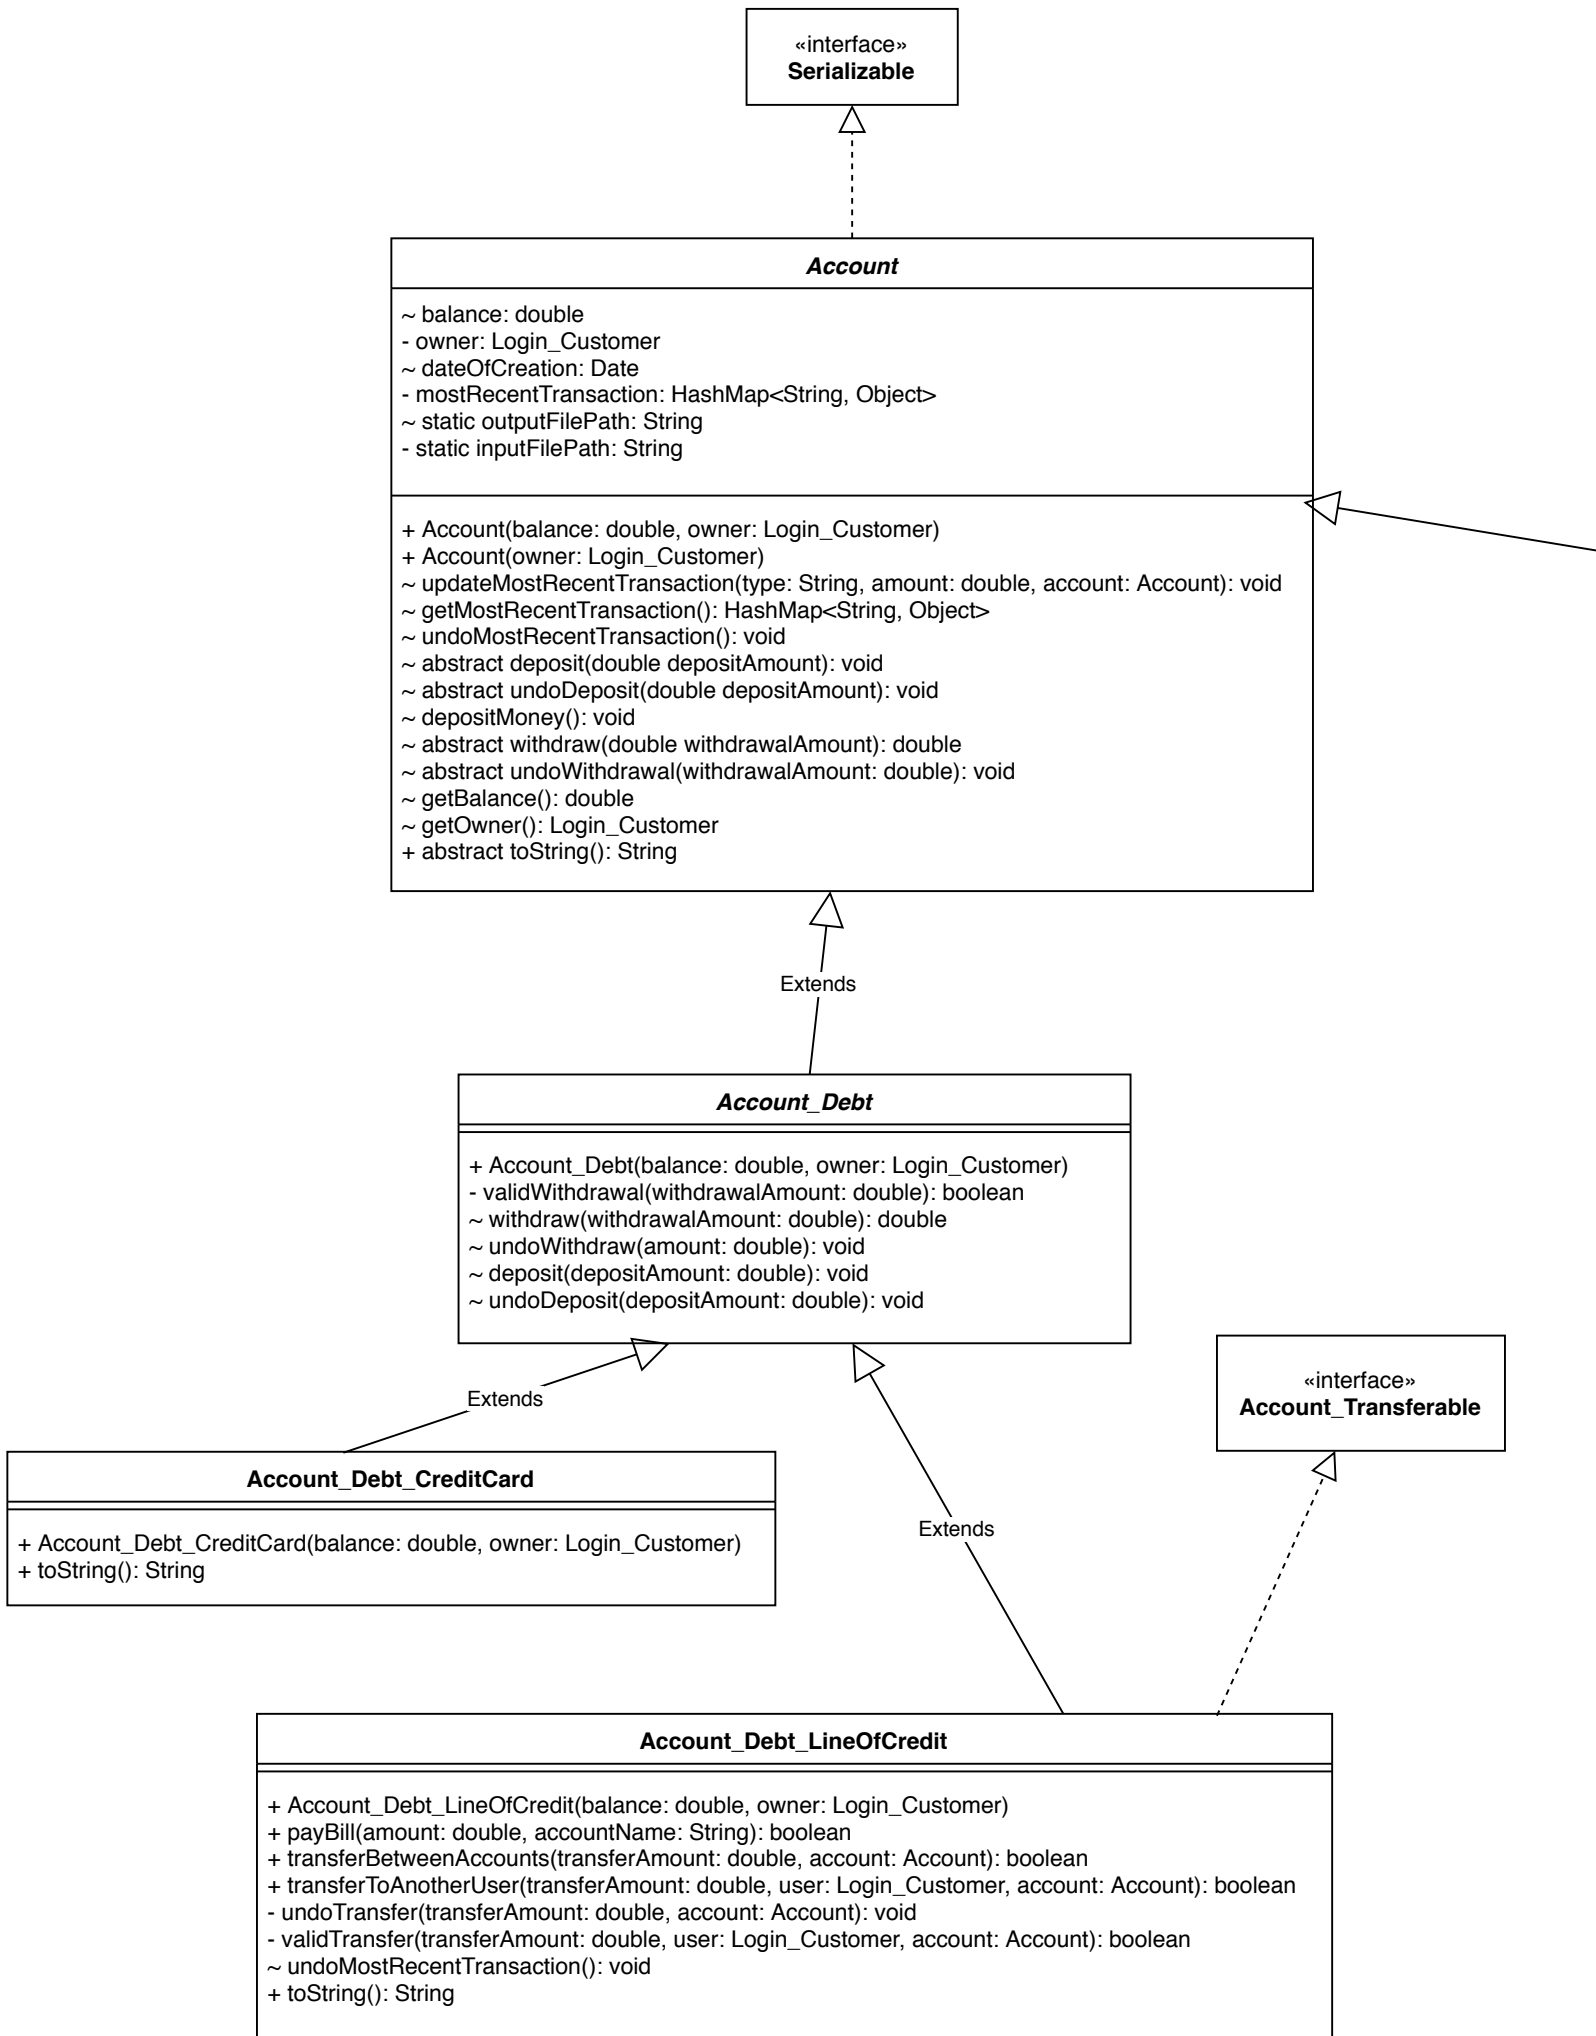 «interface»
Serializable
Account
~ balance: double
- owner: Login_Customer
~ dateOfCreation: Date
- mostRecentTransaction: HashMap<String, Object>
~ static outputFilePath: String
- static inputFilePath: String
+ Account(balance: double, owner: Login_Customer)
+ Account(owner: Login_Customer)
~ updateMostRecentTransaction(type: String, amount: double, account: Account): void
~ getMostRecentTransaction(): HashMap<String, Object>
~ undoMostRecentTransaction(): void
~ abstract deposit(double depositAmount): void
~ abstract undoDeposit(double depositAmount): void
~ depositMoney(): void
~ abstract withdraw(double withdrawalAmount): double
~ abstract undoWithdrawal(withdrawalAmount: double): void
~ getBalance(): double
~ getOwner(): Login_Customer
+ abstract toString(): String
Extends
Account_Debt
+ Account_Debt(balance: double, owner: Login_Customer)
- validWithdrawal(withdrawalAmount: double): boolean
~ withdraw(withdrawalAmount: double): double
~ undoWithdraw(amount: double): void
~ deposit(depositAmount: double): void
~ undoDeposit(depositAmount: double): void
«interface»
Account_Transferable
Extends
Account_Debt_CreditCard
+ Account_Debt_CreditCard(balance: double, owner: Login_Customer)
+ toString(): String
Extends
Account_Debt_LineOfCredit
+ Account_Debt_LineOfCredit(balance: double, owner: Login_Customer)
+ payBill(amount: double, accountName: String): boolean
+ transferBetweenAccounts(transferAmount: double, account: Account): boolean
+ transferToAnotherUser(transferAmount: double, user: Login_Customer, account: Account): boolean
- undoTransfer(transferAmount: double, account: Account): void
- validTransfer(transferAmount: double, user: Login_Customer, account: Account): boolean
~ undoMostRecentTransaction(): void
+ toString(): String